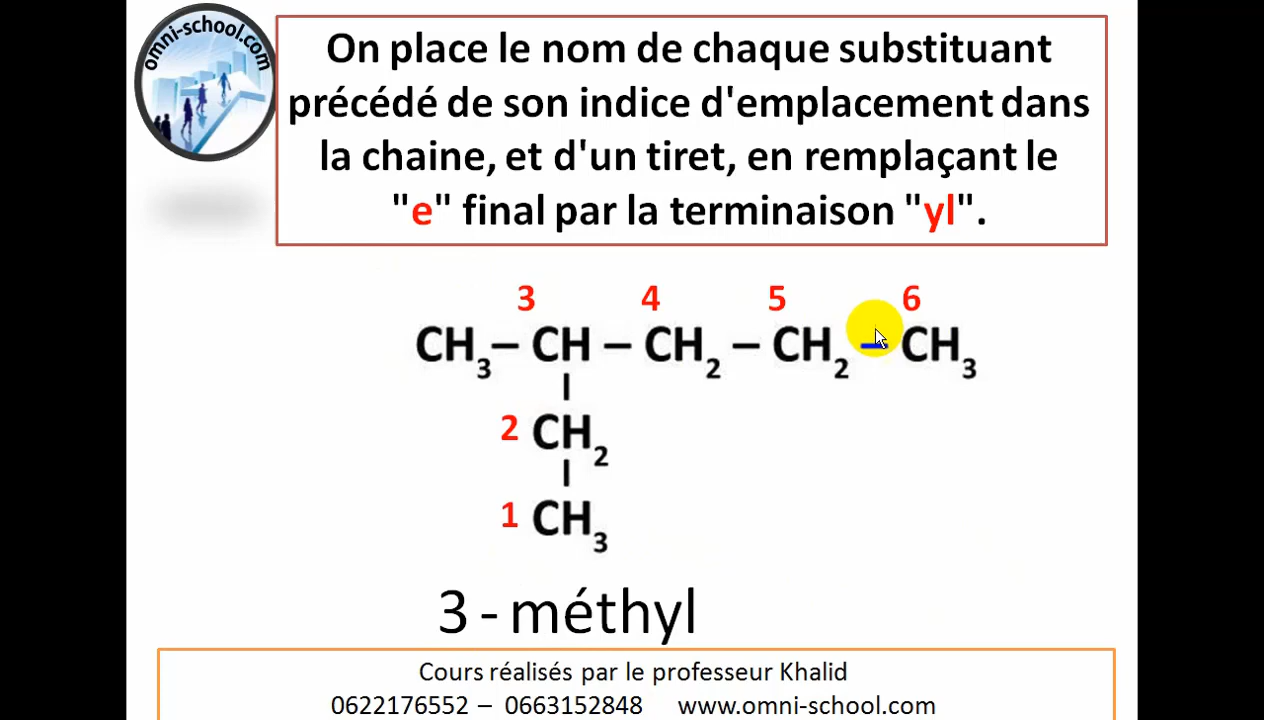 omni-school.com
On place le nom de chaque substituant
précédé de son indice d'emplacement dans
la chaine, et d'un tiret, en remplaçant le
"e" final par la terminaison "yl".
3 4 5 6
CH₃ – CH – CH₂ – CH₂ – CH₃
2 CH₂
1 CH₃
3 - méthyl
Cours réalisés par le professeur Khalid
0622176552 – 0663152848 www.omni-school.com